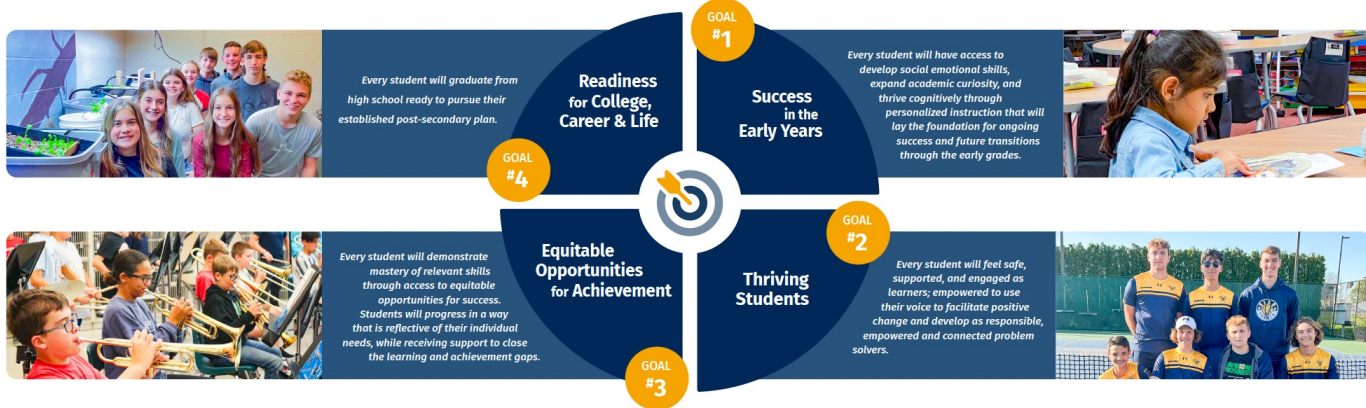 GOAL
#1
Success
in the
Early Years
Every student will have access to
develop social emotional skills,
expand academic curiosity, and
thrive cognitively through
personalized instruction that will
lay the foundation for ongoing
success and future transitions
through the early grades.
GOAL
#2
Thriving
Students
Every student will feel safe,
supported, and engaged as
learners; empowered to use
their voice to facilitate positive
change and develop as responsible,
empowered and connected problem
solvers.
GOAL
#3
Equitable
Opportunities
for Achievement
Every student will demonstrate
mastery of relevant skills
through access to equitable
opportunities for success.
Students will progress in a way
that is reflective of their individual
needs, while receiving support to close
the learning and achievement gaps.
GOAL
#4
Readiness
for College,
Career & Life
Every student will graduate from
high school ready to pursue their
established post-secondary plan.